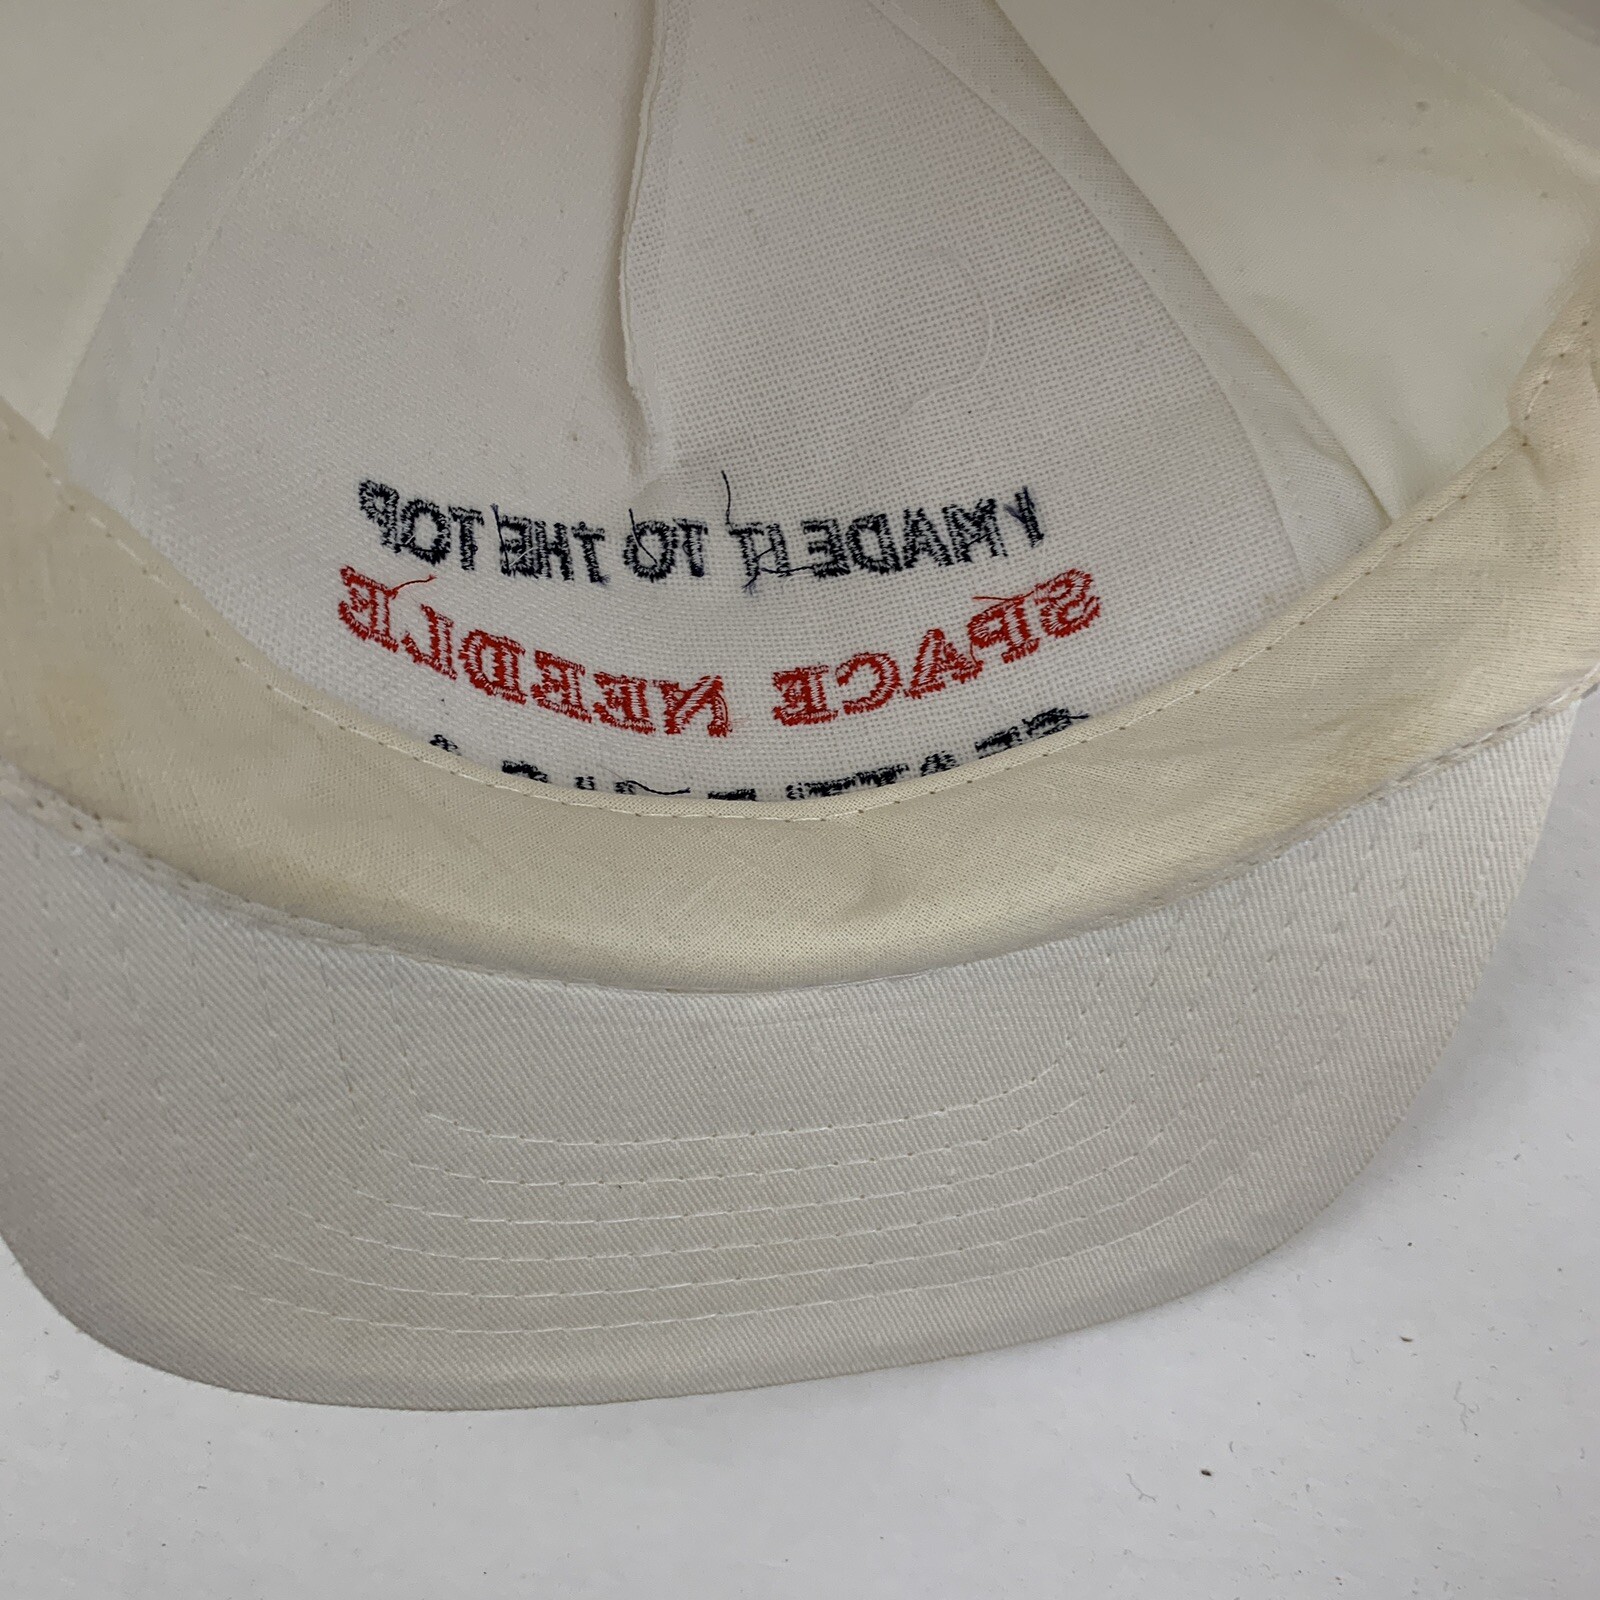 I MADE IT TO THE TOP
SPACE NEEDLE